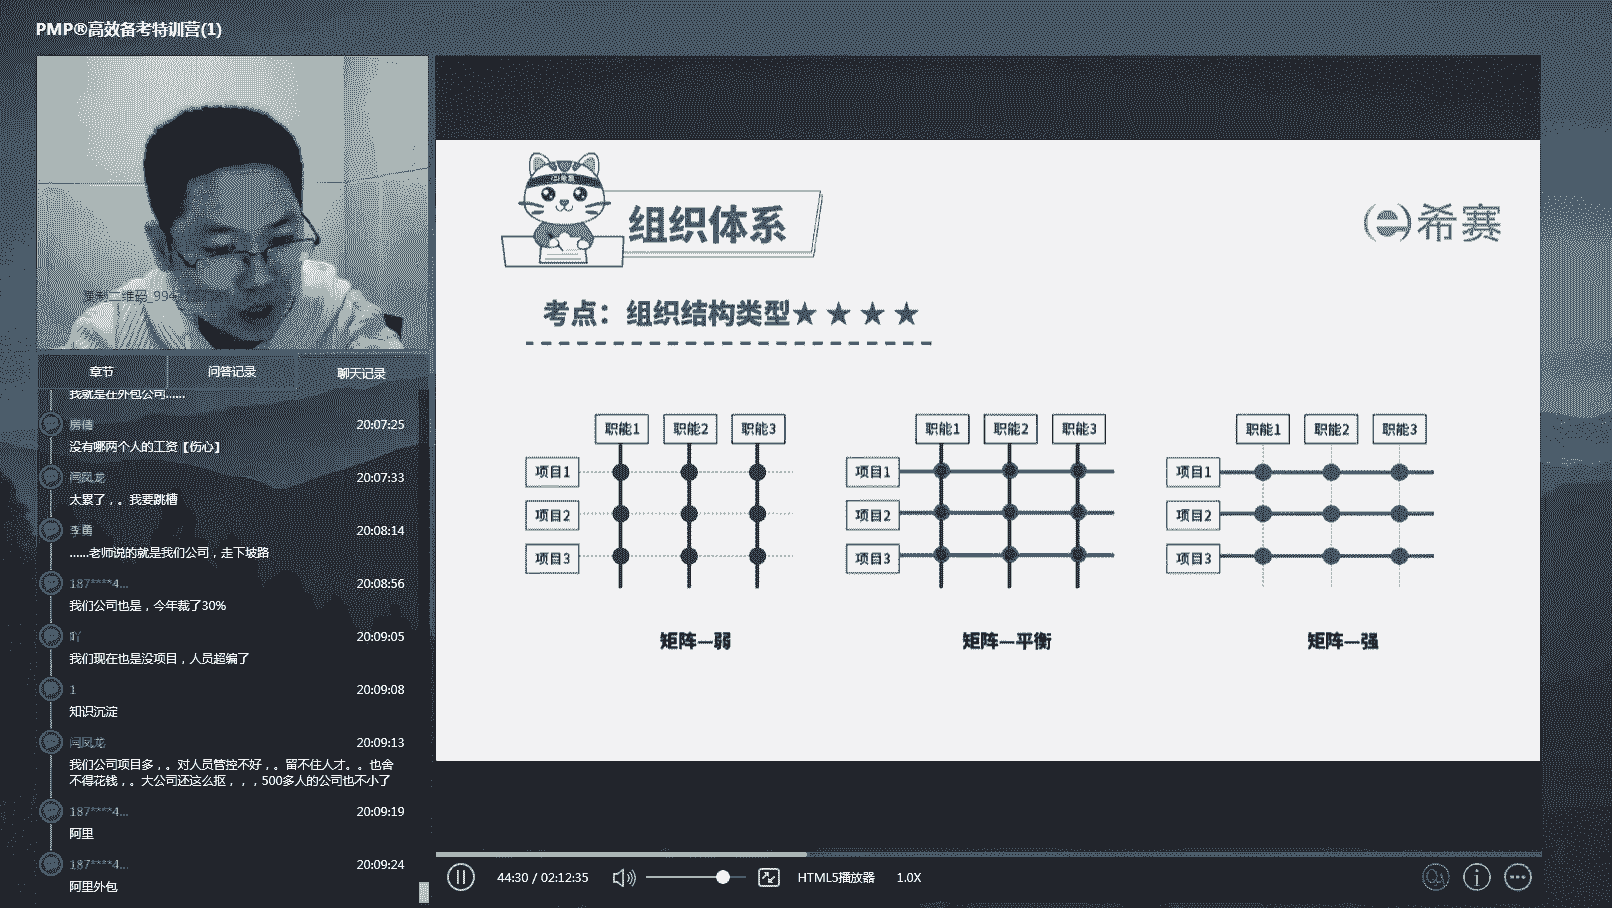 PMP®高效备考特训营(1)
章节
问答记录
聊天记录
我就是在外包公司……
房倩
20:07:25
没有哪两个人的工资【伤心】
闫凤龙
20:07:33
太累了，。我要跳槽
李勇
20:08:14
……老师说的就是我们公司，走下坡路
187****4...
20:08:56
我们公司也是，今年裁了30%
吖
20:09:05
我们现在也是没项目，人员超编了
1
20:09:08
知识沉淀
闫凤龙
20:09:13
我们公司项目多，。对人员管控不好，。留不住人才。。也舍
不得花钱，。大公司还这么抠，，，500多人的公司也不小了
187****4...
20:09:19
阿里
187****4...
20:09:24
阿里外包
组织体系
希赛
考点：组织结构类型★★★★
职能1 职能2 职能3
项目1
项目2
项目3
矩阵—弱
职能1 职能2 职能3
项目1
项目2
项目3
矩阵—平衡
职能1 职能2 职能3
项目1
项目2
项目3
矩阵—强
44:30 / 02:12:35
HTML5播放器
1.0X